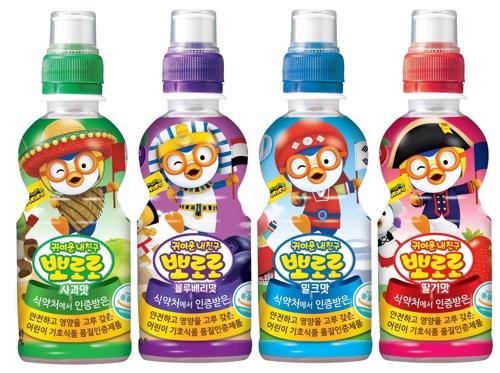 귀여운 내친구
뽀로로
사과맛
식약처에서 인증받은
안전하고 영양을 고루 갖춘
어린이 기호식품 품질인증제품
귀여운 내친구
뽀로로
블루베리맛
식약처에서 인증받은
안전하고 영양을 고루 갖춘
어린이 기호식품 품질인증제품
귀여운 내친구
뽀로로
밀크맛
식약처에서 인증받은
안전하고 영양을 고루 갖춘
어린이 기호식품 품질인증제품
귀여운 내친구
뽀로로
딸기맛
식약처에서 인증받은
안전하고 영양을 고루 갖춘
어린이 기호식품 품질인증제품